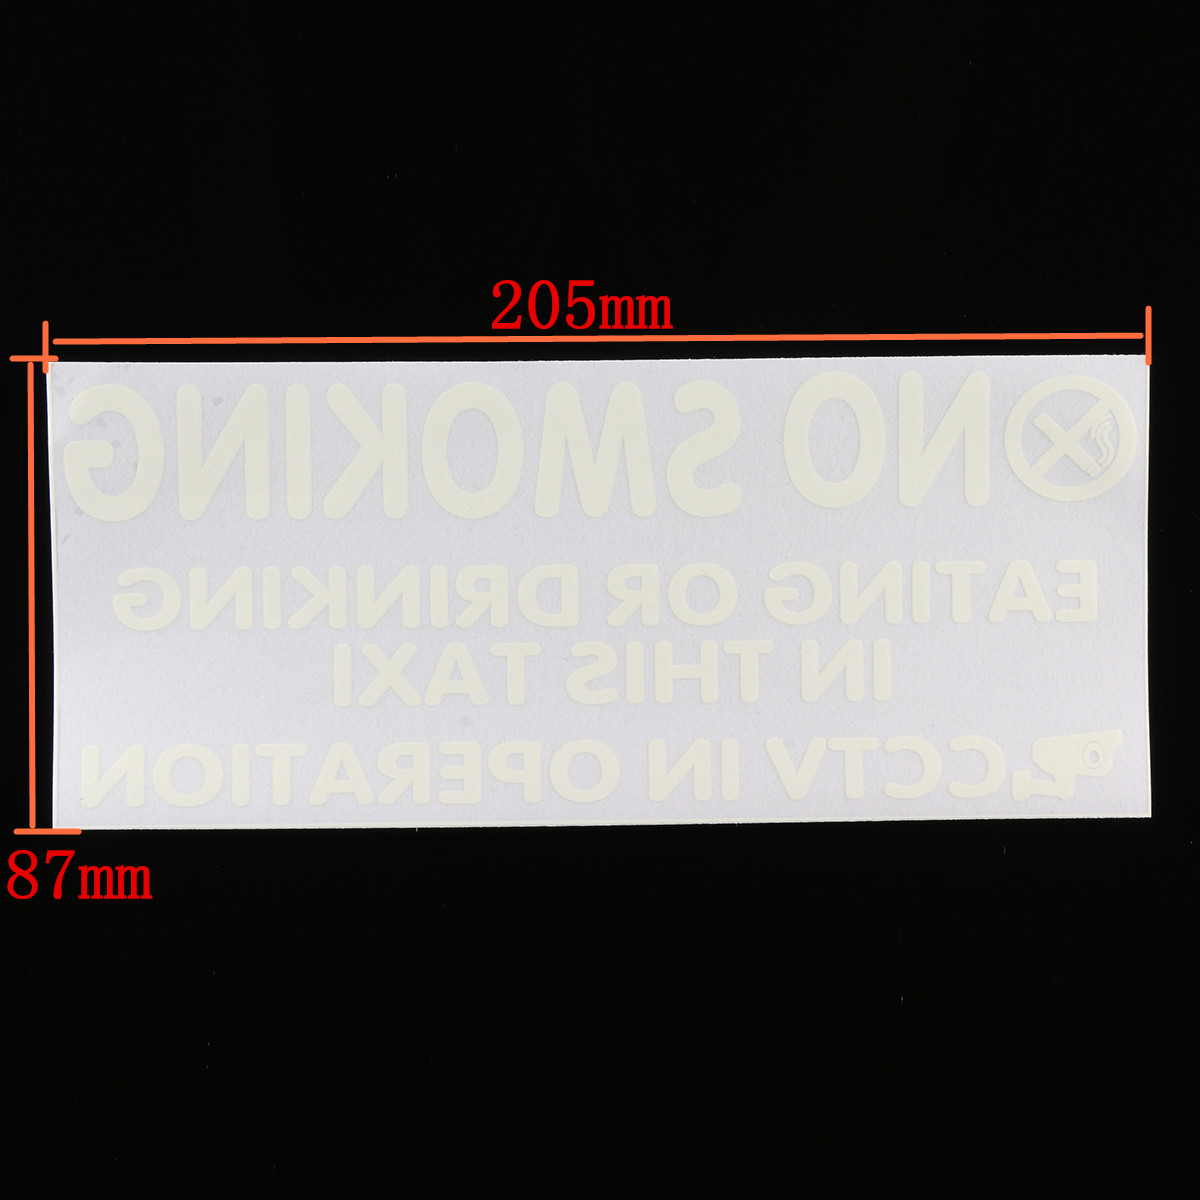 205mm
NO SMOKING
EATING OR DRINKING
IN THIS TAXI
CCTV IN OPERATION
87mm